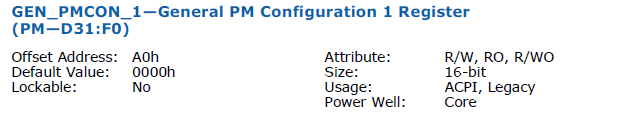 GEN_PMCON_1—General PM Configuration 1 Register
(PM—D31:F0)
Offset Address: A0h Attribute: R/W, RO, R/WO
Default Value: 0000h Size: 16-bit
Lockable: No Usage: ACPI, Legacy
Power Well: Core